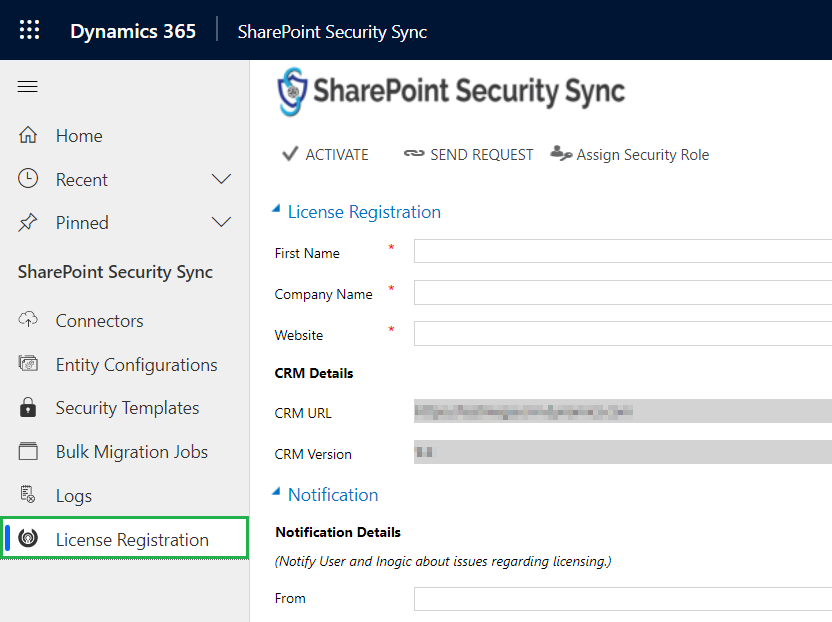 Dynamics 365 SharePoint Security Sync
Home
Recent
Pinned
SharePoint Security Sync
Connectors
Entity Configurations
Security Templates
Bulk Migration Jobs
Logs
License Registration
SharePoint Security Sync
ACTIVATE SEND REQUEST Assign Security Role
License Registration
First Name *
Company Name *
Website *
CRM Details
CRM URL
CRM Version
Notification
Notification Details
(Notify User and Inogic about issues regarding licensing.)
From